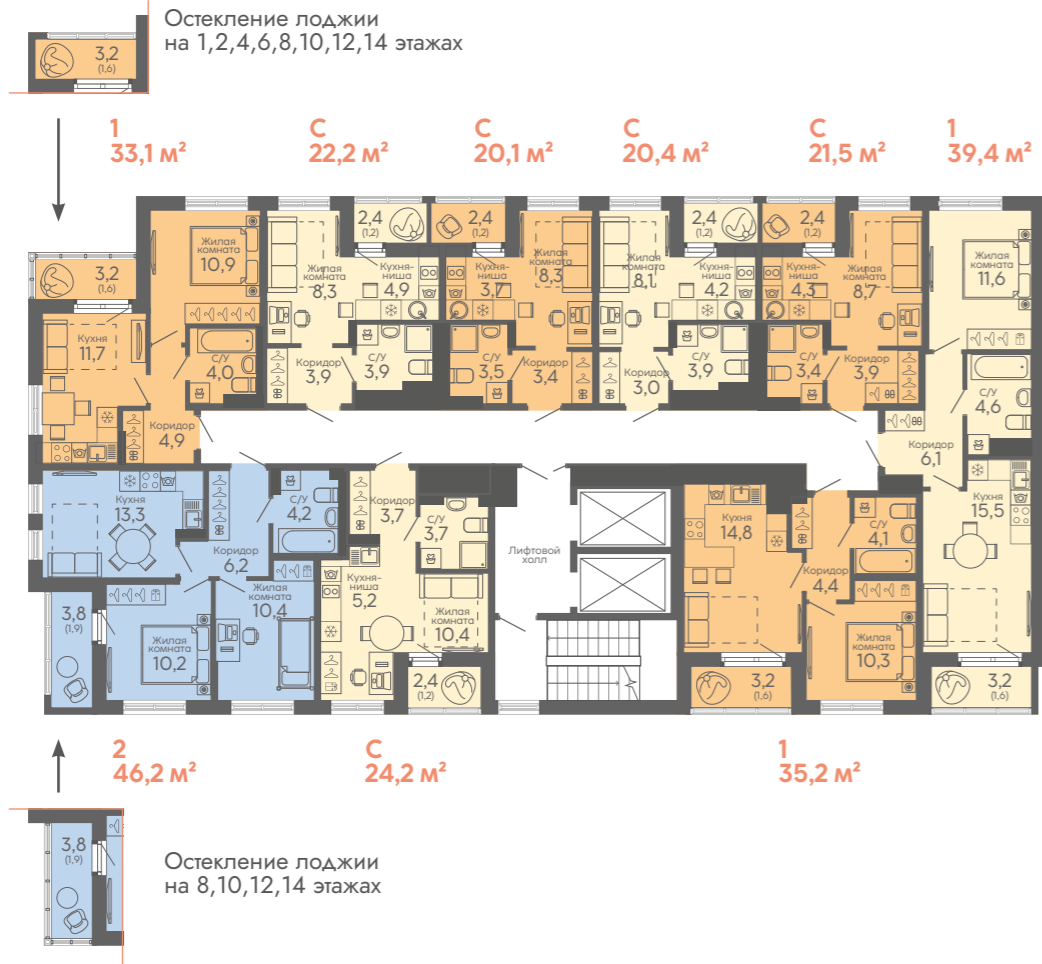 Остекление лоджии
на 1,2,4,6,8,10,12,14 этажах
3,2
(1,6)
1
33,1 м²
С
22,2 м²
С
20,1 м²
С
20,4 м²
С
21,5 м²
1
39,4 м²
3,2
(1,6)
Жилая
комната
10,9
Кухня
11,7
С/У
4,0
Коридор
4,9
Жилая
комната
8,3
2,4
(1,2)
Кухня-
ниша
4,9
Коридор
3,9
С/У
3,9
2,4
(1,2)
Кухня-
ниша
3,7
Жилая
комната
8,3
С/У
3,5
Коридор
3,4
Жилая
комната
8,1
2,4
(1,2)
Кухня-
ниша
4,2
Коридор
3,0
С/У
3,9
2,4
(1,2)
Кухня-
ниша
4,3
Жилая
комната
8,7
С/У
3,4
Коридор
3,9
Жилая
комната
11,6
С/У
4,6
Коридор
6,1
Кухня
15,5
3,2
(1,6)
Кухня
13,3
С/У
4,2
Коридор
6,2
3,8
(1,9)
Жилая
комната
10,2
Жилая
комната
10,4
Коридор
3,7
С/У
3,7
Кухня-
ниша
5,2
Жилая
комната
10,4
2,4
(1,2)
Лифтовой
холл
Кухня
14,8
С/У
4,1
Коридор
4,4
Жилая
комната
10,3
3,2
(1,6)
2
46,2 м²
С
24,2 м²
1
35,2 м²
3,8
(1,9)
Остекление лоджии
на 8,10,12,14 этажах